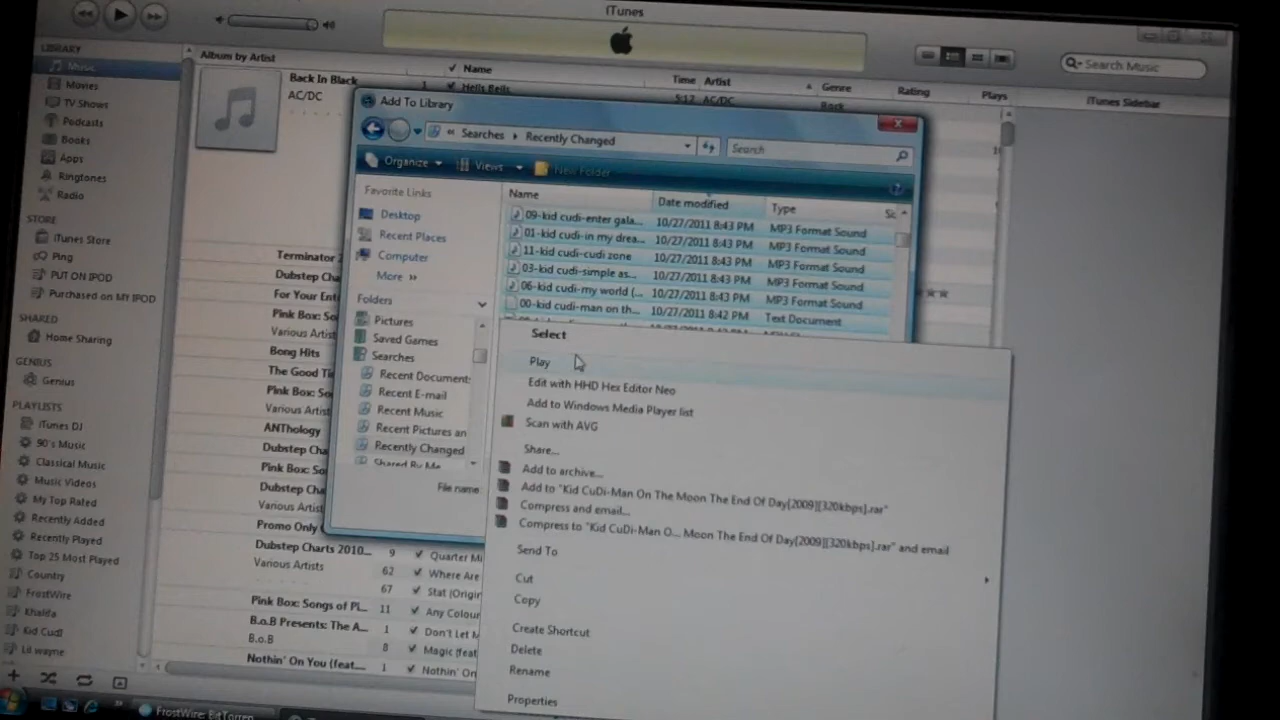 iTunes
Search Music
LIBRARY
Music
Movies
TV Shows
Podcasts
Books
Apps
Ringtones
Radio
STORE
iTunes Store
Ping
PUT ON IPOD
Purchased on MY IPOD
SHARED
Home Sharing
GENIUS
Genius
PLAYLISTS
iTunes DJ
90's Music
Classical Music
Music Videos
My Top Rated
Recently Added
Recently Played
Top 25 Most Played
Country
FrostWire
Khalifa
Kid Cudi
Lil wayne
Album by Artist
Name
Time Artist
Genre
Rating
Plays
iTunes Sidebar
Back In Black
1
Hells Bells
5:12 AC/DC
Rock
AC/DC
Terminator
Dubstep Ch
For Your Ent
Pink Box: So
Various Artist
Bong Hits
The Good Ti
Pink Box: So
Various Artist
ANThology
Dubstep Cha
Pink Box: So
Dubstep Cha
Various Artist
Promo Only
Dubstep Charts 2010... 9 Quarter Mi
Various Artists 62 Where Are
67 Stat (Origin
Pink Box: Songs of Pi... 11 Any Colour
B.o.B Presents: The A... 1 Don't Let M
B.o.B 8 Magic (feat
Nothin' On You (feat.... 1 Nothin' On
Add To Library
« Searches Recently Changed
Search
Organize
Views
New Folder
Favorite Links
Desktop
Recent Places
Computer
More »
Folders
Pictures
Saved Games
Searches
Recent Document
Recent E-mail
Recent Music
Recent Pictures an
Recently Changed
Shared By Me
File name
Name Date modified Type
09-kid cudi-enter gala... 10/27/2011 8:43 PM MP3 Format Sound
01-kid cudi-in my drea... 10/27/2011 8:43 PM MP3 Format Sound
11-kid cudi-cudi zone 10/27/2011 8:43 PM MP3 Format Sound
03-kid cudi-simple as... 10/27/2011 8:43 PM MP3 Format Sound
06-kid cudi-my world (... 10/27/2011 8:43 PM MP3 Format Sound
00-kid cudi-man on th... 10/27/2011 8:42 PM Text Document
Select
Play
Edit with HHD Hex Editor Neo
Add to Windows Media Player list
Scan with AVG
Share...
Add to archive...
Add to "Kid CuDi-Man On The Moon The End Of Day[2009][320kbps].rar"
Compress and email...
Compress to "Kid CuDi-Man O... Moon The End Of Day[2009][320kbps].rar" and email
Send To
Cut
Copy
Create Shortcut
Delete
Rename
Properties
FrostWire: BitTorren